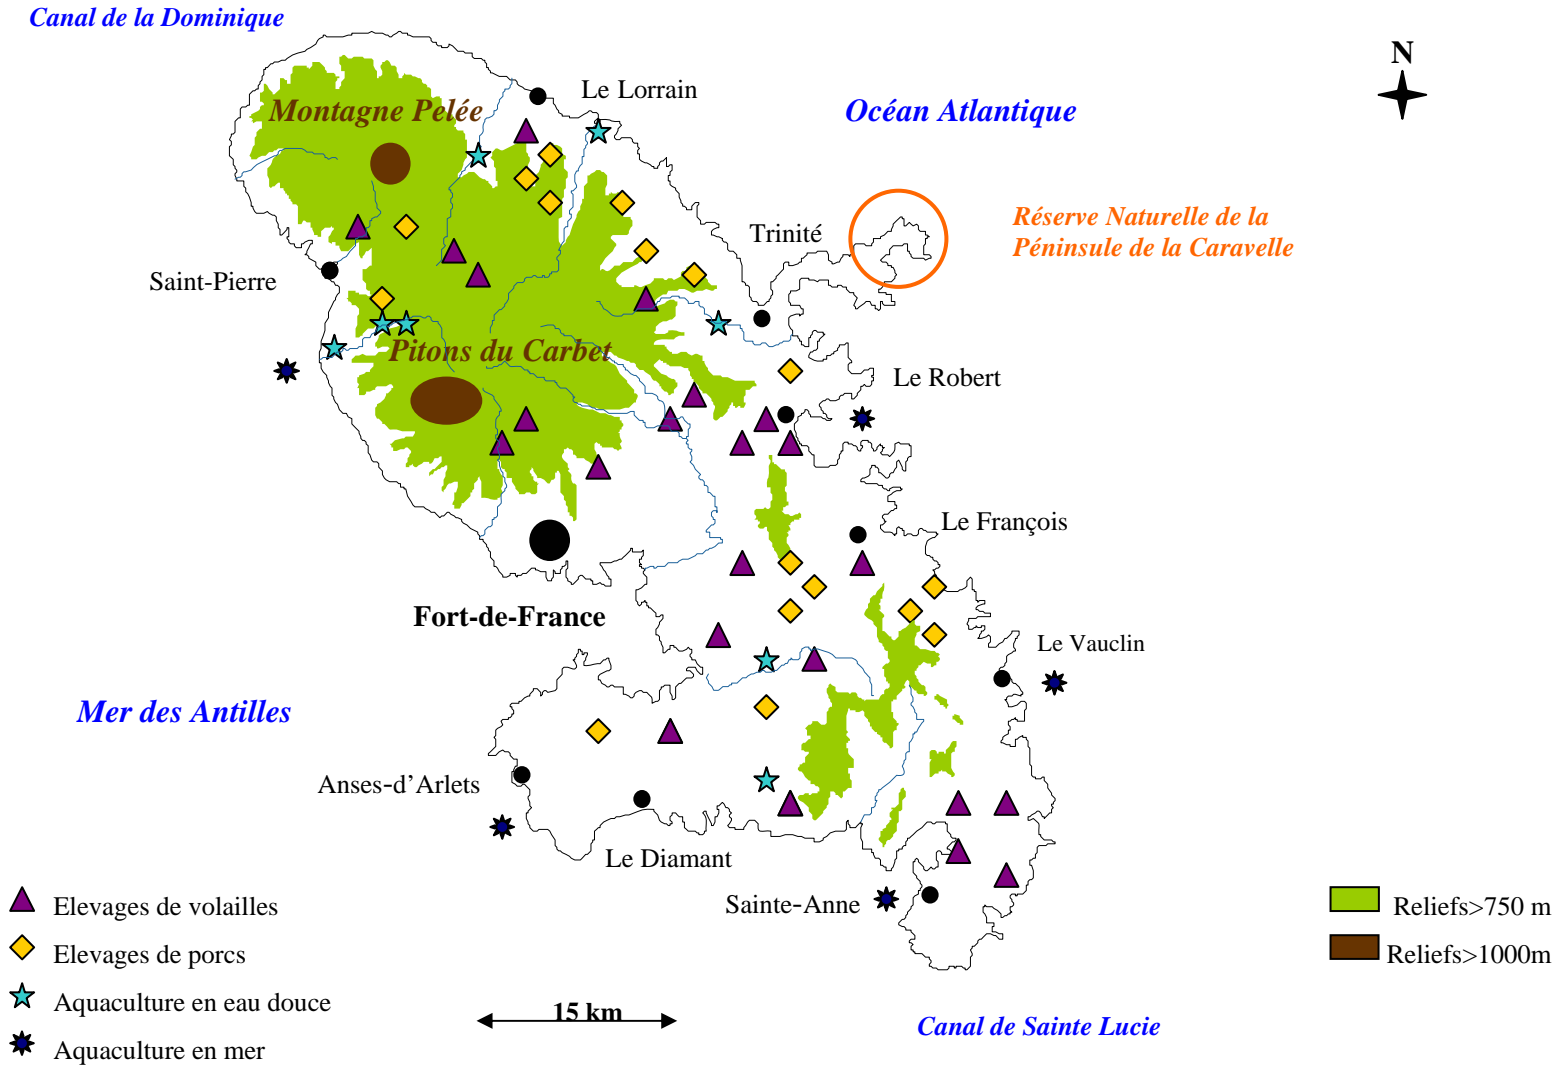 Canal de la Dominique
N
Le Lorrain
Montagne Pelée
Océan Atlantique
Réserve Naturelle de la
Péninsule de la Caravelle
Trinité
Saint-Pierre
Pitons du Carbet
Le Robert
Le François
Fort-de-France
Le Vauclin
Mer des Antilles
Anses-d'Arlets
Le Diamant
Sainte-Anne
Elevages de volailles
Elevages de porcs
Aquaculture en eau douce
Aquaculture en mer
15 km
Canal de Sainte Lucie
Reliefs>750 m
Reliefs>1000m